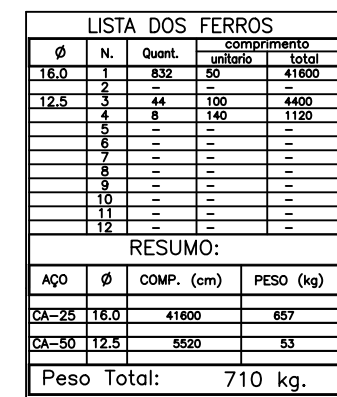 LISTA DOS FERROS
Ø N. Quant. comprimento
unitario total
16.0 1 832 50 41600
2 – – –
12.5 3 44 100 4400
4 8 140 1120
5 – – –
6 – – –
7 – – –
8 – – –
9 – – –
10 – – –
11 – – –
12 – – –
RESUMO:
AÇO Ø COMP. (cm) PESO (kg)
CA–25 16.0 41600 657
CA–50 12.5 5520 53
Peso Total: 710 kg.